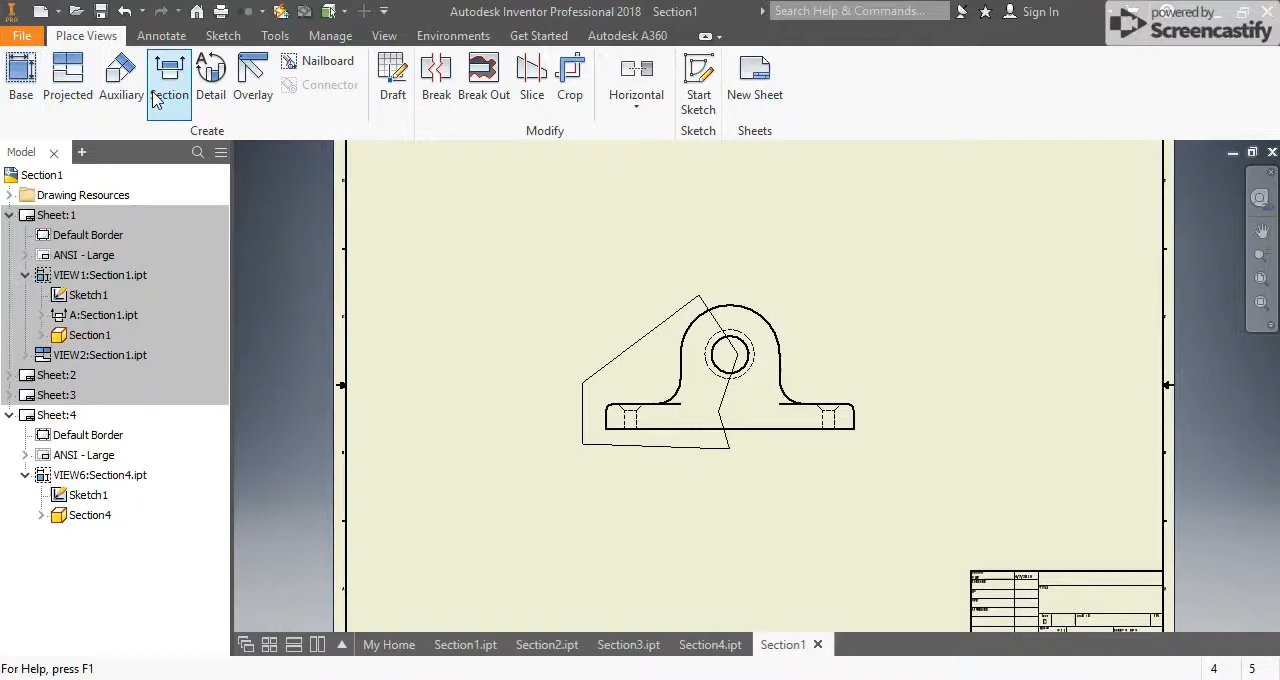 Autodesk Inventor Professional 2018 Section1
Search Help & Commands...
Sign In
powered by
Screencastify
PRO
File Place Views Annotate Sketch Tools Manage View Environments Get Started Autodesk A360
Base Projected Auxiliary Section Detail Overlay
Nailboard
Connector
Draft Break Break Out Slice Crop Horizontal Start Sketch New Sheet
Create Modify Sketch Sheets
Model
Section1
Drawing Resources
Sheet:1
Default Border
ANSI - Large
VIEW1:Section1.ipt
Sketch1
A:Section1.ipt
Section1
VIEW2:Section1.ipt
Sheet:2
Sheet:3
Sheet:4
Default Border
ANSI - Large
VIEW6:Section4.ipt
Sketch1
Section4
My Home Section1.ipt Section2.ipt Section3.ipt Section4.ipt Section1
For Help, press F1
4 5